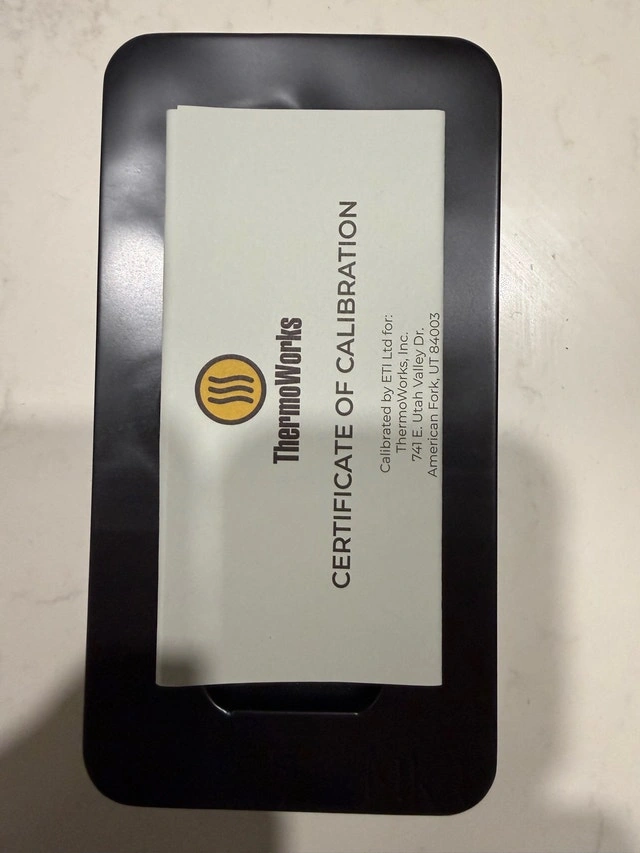 ThermoWorks
CERTIFICATE OF CALIBRATION
Calibrated by ETI Ltd for:
ThermoWorks, Inc.
741 E. Utah Valley Dr.
American Fork, UT 84003